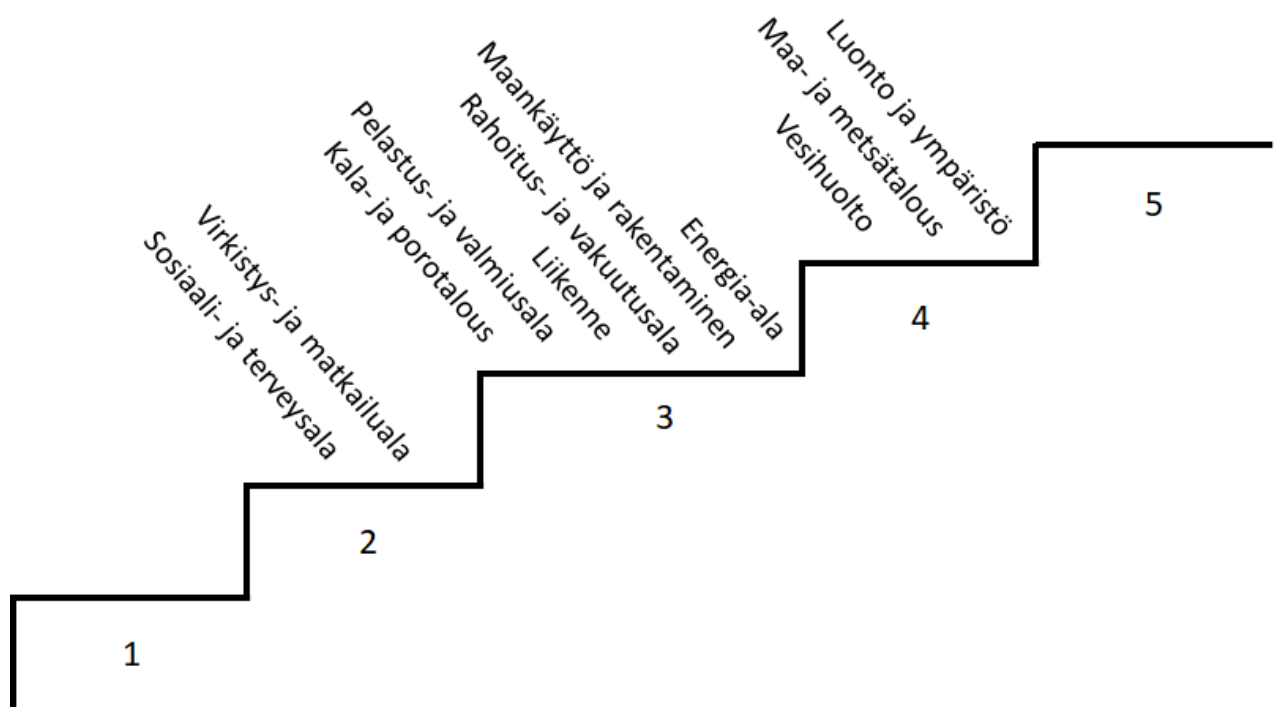 Sosiaali- ja terveysala
Virkistys- ja matkailuala
Kala- ja porotalous
Pelastus- ja valmiusala
Liikenne
Rahoitus- ja vakuutusala
Maankäyttö ja rakentaminen
Energia-ala
Vesihuolto
Maa- ja metsätalous
Luonto ja ympäristö
1
2
3
4
5